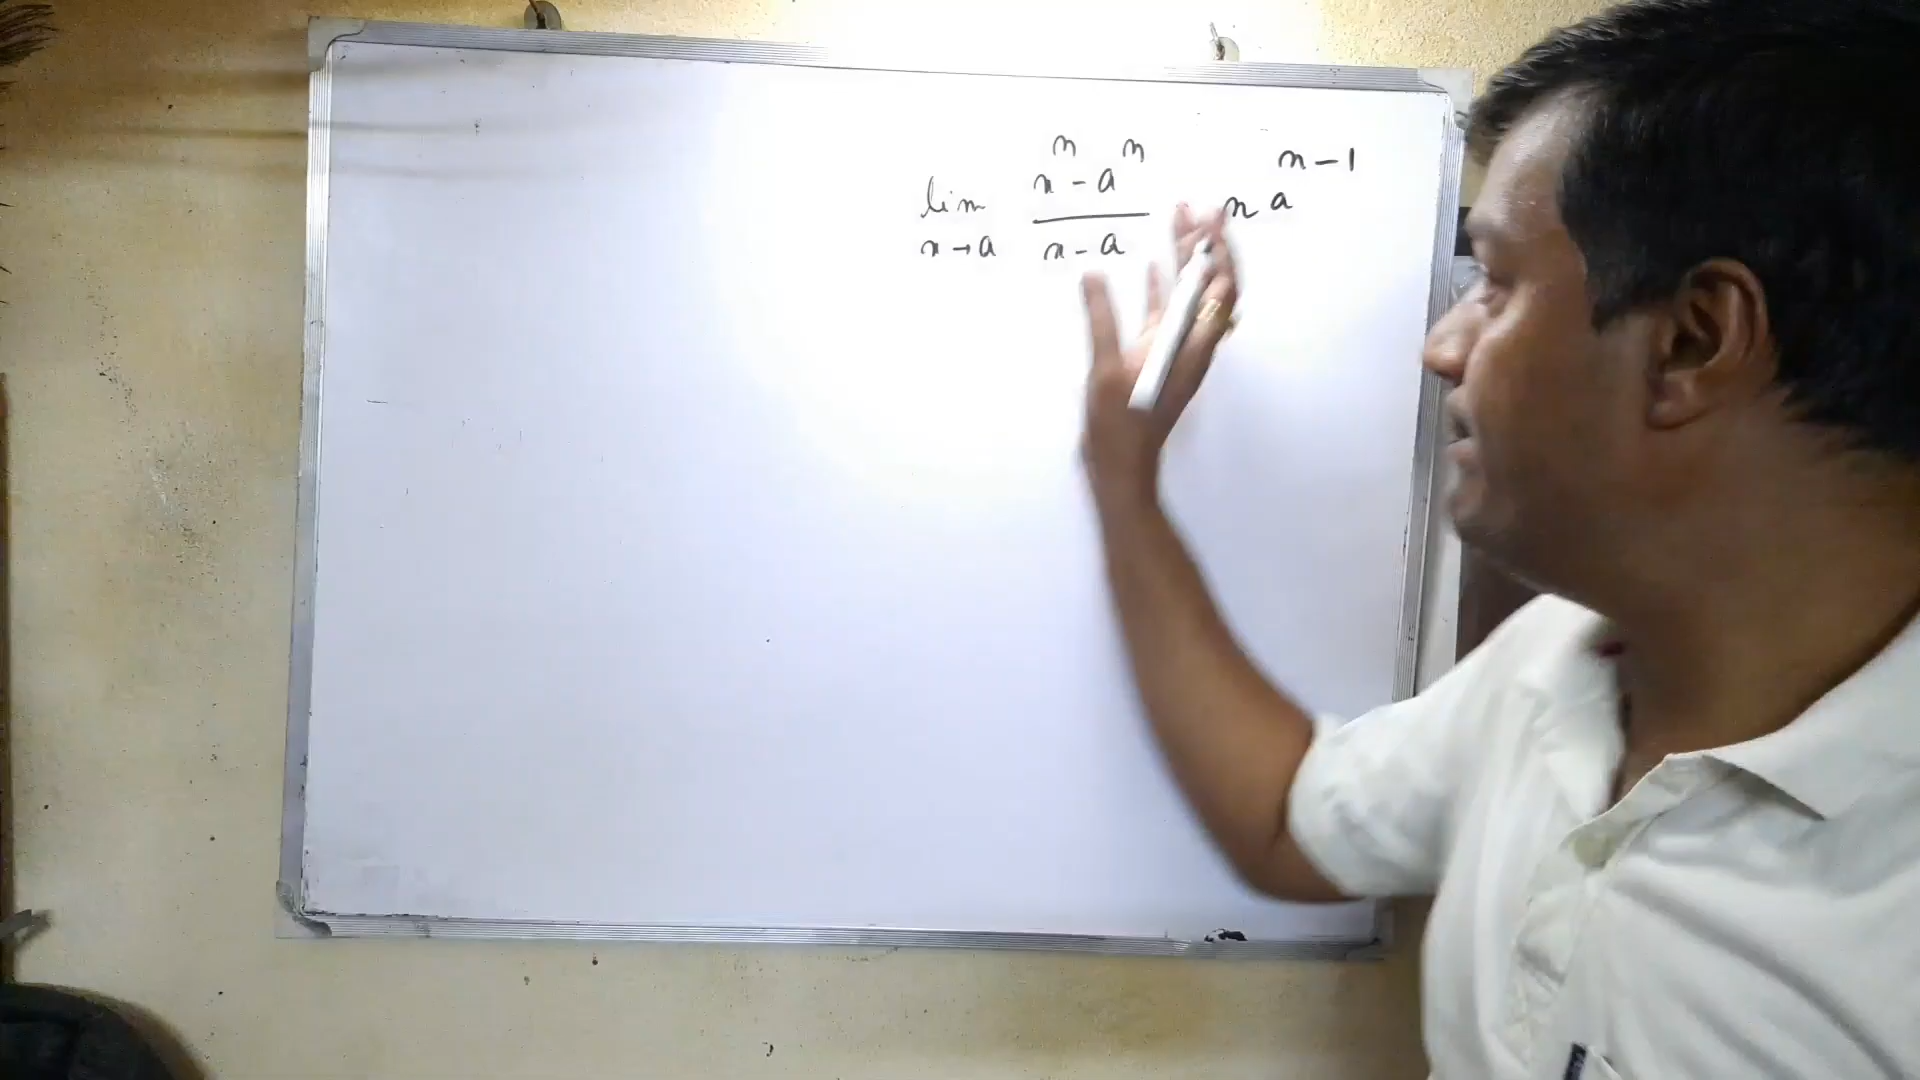 lim x→a (x^n - a^n)/(x - a) n a^(n-1)